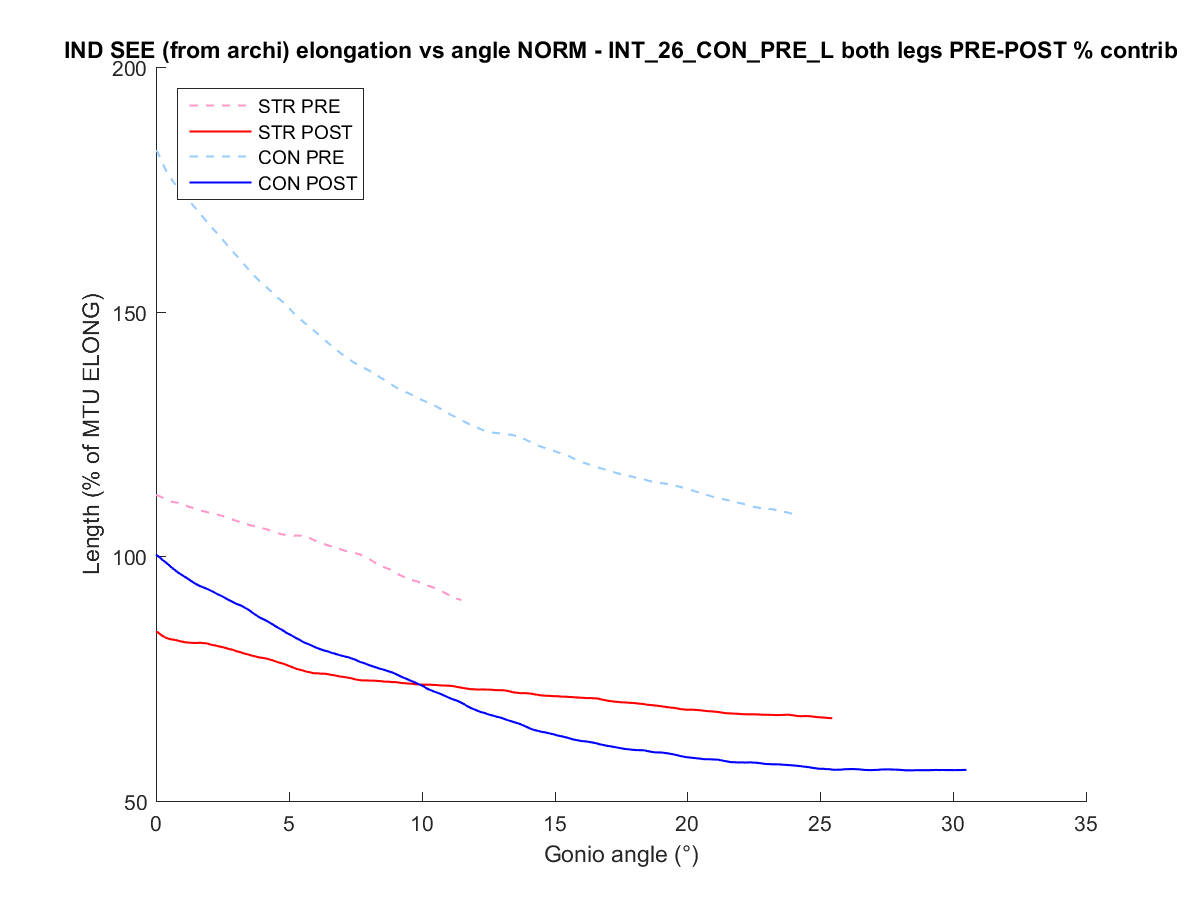 IND SEE (from archi) elongation vs angle NORM - INT_26_CON_PRE_L both legs PRE-POST % contrib
200
150
100
50
Length (% of MTU ELONG)
STR PRE
STR POST
CON PRE
CON POST
0 5 10 15 20 25 30 35
Gonio angle (°)